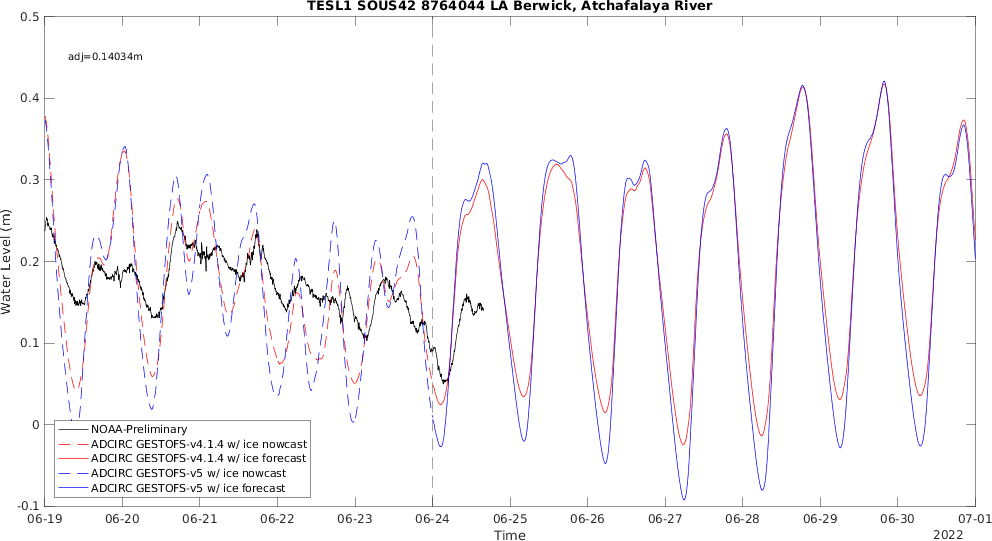 TESL1 SOUS42 8764044 LA Berwick, Atchafalaya River
adj=0.14034m
Water Level (m)
0.5
0.4
0.3
0.2
0.1
0
-0.1
NOAA-Preliminary
ADCIRC GESTOFS-v4.1.4 w/ ice nowcast
ADCIRC GESTOFS-v4.1.4 w/ ice forecast
ADCIRC GESTOFS-v5 w/ ice nowcast
ADCIRC GESTOFS-v5 w/ ice forecast
06-19 06-20 06-21 06-22 06-23 06-24 06-25 06-26 06-27 06-28 06-29 06-30 07-01
Time
2022